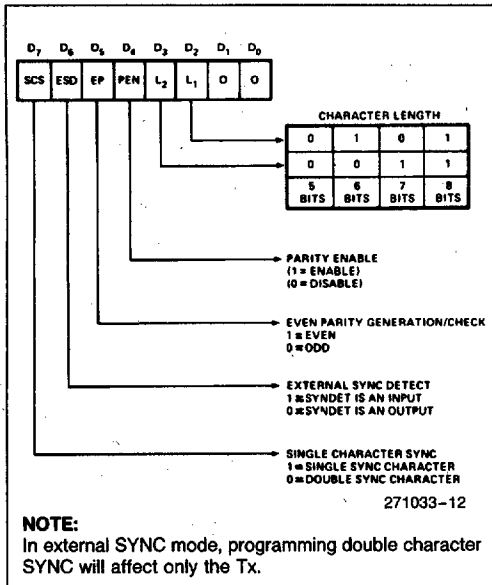 D7 D6 D5 D4 D3 D2 D1 D0
SCS ESD EP PEN L2 L1 0 0
CHARACTER LENGTH
0 1 0 1
0 0 1 1
5 BITS 6 BITS 7 BITS 8 BITS
PARITY ENABLE
(1 = ENABLE)
(0 = DISABLE)
EVEN PARITY GENERATION/CHECK
1 = EVEN
0 = ODD
EXTERNAL SYNC DETECT
1 = SYNDET IS AN INPUT
0 = SYNDET IS AN OUTPUT
SINGLE CHARACTER SYNC
1 = SINGLE SYNC CHARACTER
0 = DOUBLE SYNC CHARACTER
271033–12
NOTE:
In external SYNC mode, programming double character
SYNC will affect only the Tx.